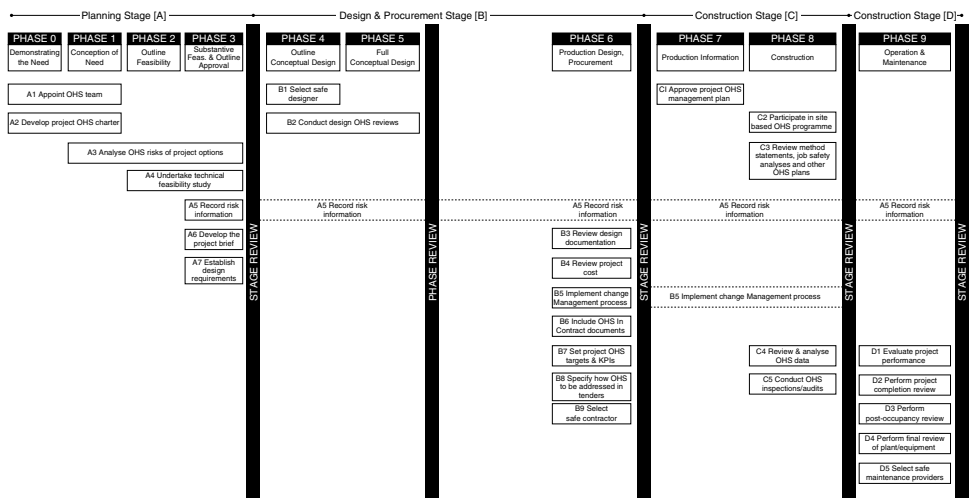 Planning Stage [A]
Design & Procurement Stage [B]
Construction Stage [C]
Construction Stage [D]
PHASE 0
Demonstrating
the Need
PHASE 1
Conception of
Need
PHASE 2
Outline
Feasibility
PHASE 3
Substantive
Feas. & Outline
Approval
PHASE 4
Outline
Conceptual Design
PHASE 5
Full
Conceptual Design
PHASE 6
Production Design,
Procurement
PHASE 7
Production Information
PHASE 8
Construction
PHASE 9
Operation &
Maintenance
A1 Appoint OHS team
B1 Select safe
designer
CI Approve project OHS
management plan
A2 Develop project OHS charter
B2 Conduct design OHS reviews
C2 Participate in site
based OHS programme
A3 Analyse OHS risks of project options
C3 Review method
statements, job safety
analyses and other
OHS plans
A4 Undertake technical
feasibility study
A5 Record risk
information
A5 Record risk
information
A5 Record risk
information
A5 Record risk
information
A5 Record risk
information
A6 Develop the
project brief
B3 Review design
documentation
A7 Establish
design
requirements
B4 Review project
cost
B5 Implement change
Management process
B5 Implement change Management process
B6 Include OHS In
Contract documents
B7 Set project OHS
targets & KPIs
C4 Review & analyse
OHS data
D1 Evaluate project
performance
B8 Specify how OHS
to be addressed in
tenders
C5 Conduct OHS
inspections/audits
D2 Perform project
completion review
B9 Select
safe contractor
D3 Perform
post-occupancy review
D4 Perform final review
of plant/equipment
D5 Select safe
maintenance providers
STAGE REVIEW
PHASE REVIEW
STAGE REVIEW
STAGE REVIEW
STAGE REVIEW